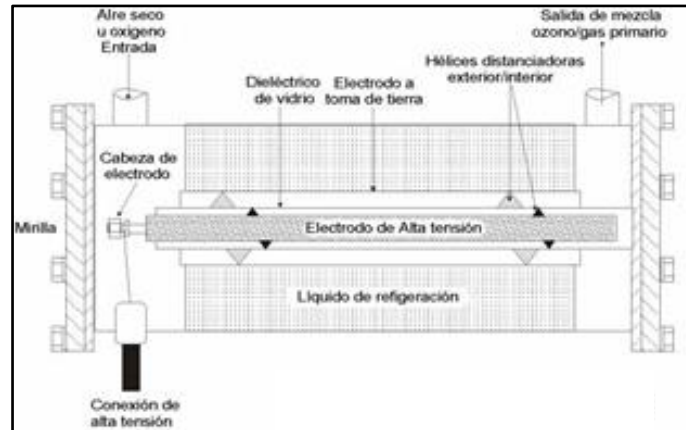 Aire seco
u oxigeno
Entrada
Salida de mezcla
ozono/gas primario
Dieléctrico
de vidrio
Electrodo a
toma de tierra
Hélices distanciadoras
exterior/interior
Cabeza de
electrodo
Mirilla
Electrodo de Alta tensión
Líquido de refigeración
Conexión de
alta tensión